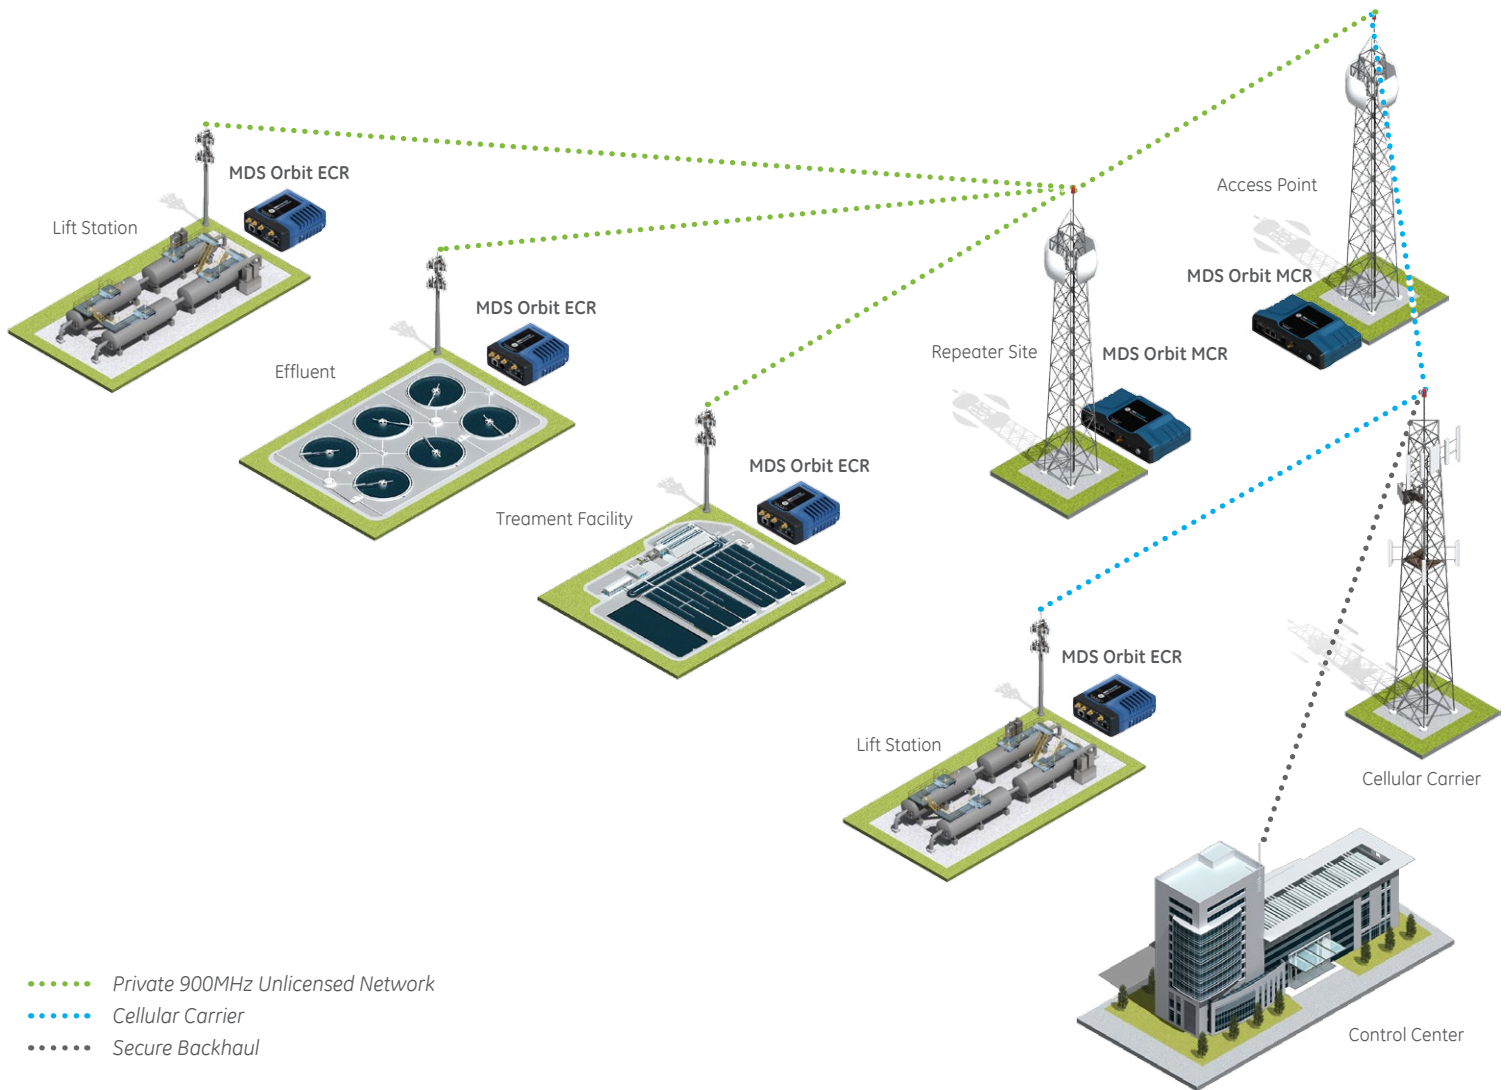 MDS Orbit ECR
Lift Station
Access Point
MDS Orbit MCR
MDS Orbit ECR
Effluent
Repeater Site
MDS Orbit MCR
MDS Orbit ECR
Treament Facility
MDS Orbit ECR
Lift Station
Cellular Carrier
Private 900MHz Unlicensed Network
Cellular Carrier
Secure Backhaul
Control Center